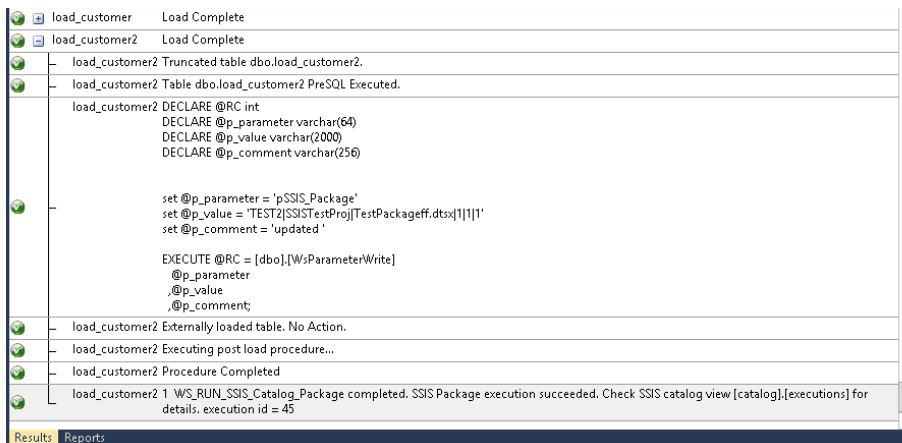 load_customer Load Complete
load_customer2 Load Complete
load_customer2 Truncated table dbo.load_customer2.
load_customer2 Table dbo.load_customer2 PreSQL Executed.
load_customer2 DECLARE @RC int
DECLARE @p_parameter varchar(64)
DECLARE @p_value varchar(2000)
DECLARE @p_comment varchar(256)
set @p_parameter = 'pSSIS_Package'
set @p_value = 'TEST2|SSISTestProj|TestPackageff.dtsx|1|1|1'
set @p_comment = 'updated '
EXECUTE @RC = [dbo].[WsParameterWrite]
@p_parameter
,@p_value
,@p_comment;
load_customer2 Externally loaded table. No Action.
load_customer2 Executing post load procedure...
load_customer2 Procedure Completed
load_customer2 1 WS_RUN_SSIS_Catalog_Package completed. SSIS Package execution succeeded. Check SSIS catalog view [catalog].[executions] for
details. execution id = 45
Results Reports